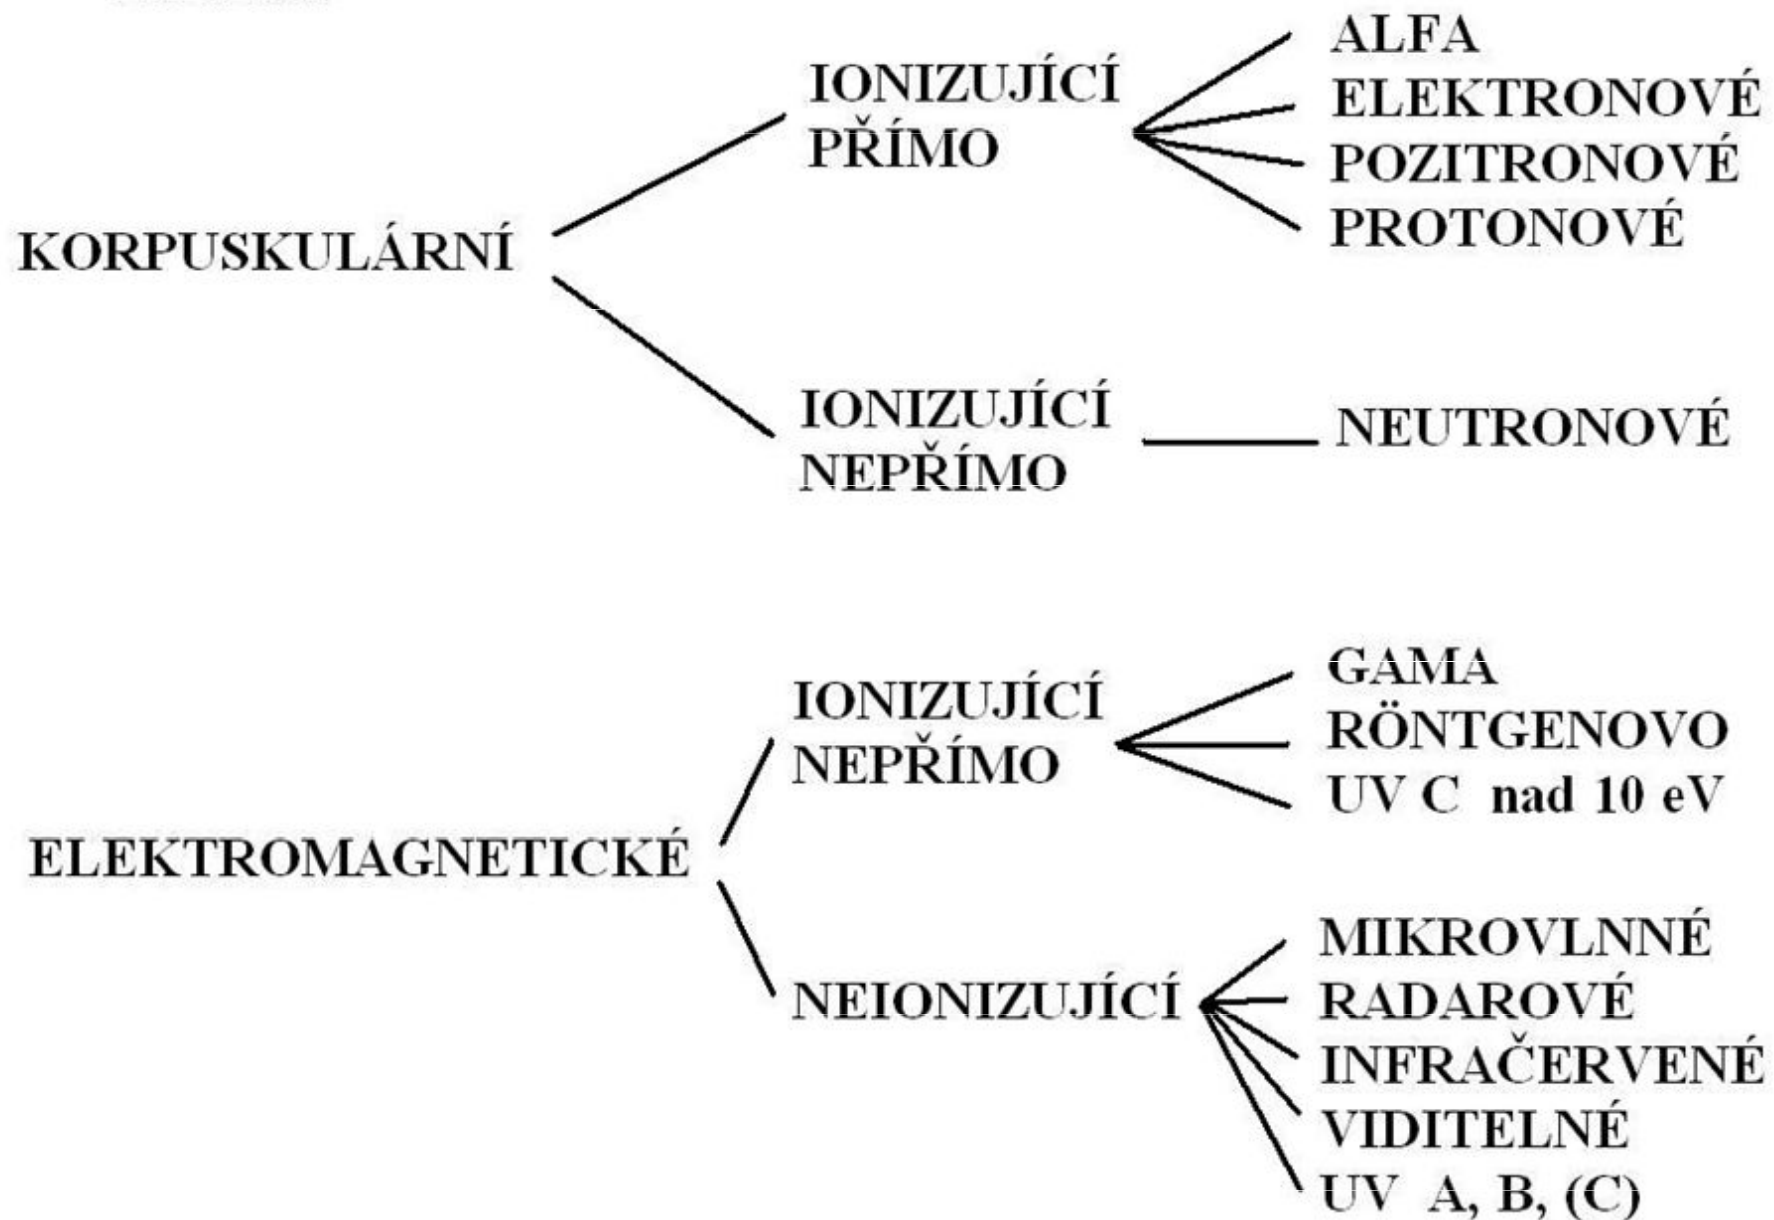 KORPUSKULÁRNÍ
IONIZUJÍCÍ
PŘÍMO
ALFA
ELEKTRONOVÉ
POZITRONOVÉ
PROTONOVÉ
IONIZUJÍCÍ
NEPŘÍMO
NEUTRONOVÉ
ELEKTROMAGNETICKÉ
IONIZUJÍCÍ
NEPŘÍMO
GAMA
RÖNTGENOVO
UV C nad 10 eV
NEIONIZUJÍCÍ
MIKROVLNNÉ
RADAROVÉ
INFRAČERVENÉ
VIDITELNÉ
UV A, B, (C)